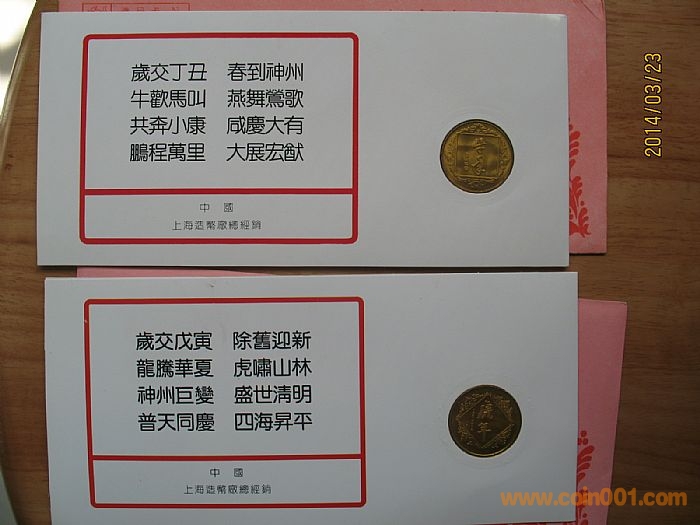 2014/03/23
歲交丁丑　春到神州
牛歡馬叫　燕舞鶯歌
共奔小康　咸慶大有
鵬程萬里　大展宏猷
中　國
上海造幣廠總經銷
歲交戊寅　除舊迎新
龍騰華夏　虎嘯山林
神州巨變　盛世淸明
普天同慶　四海昇平
虎年
中　國
上海造幣廠總經銷
www.coin001.com